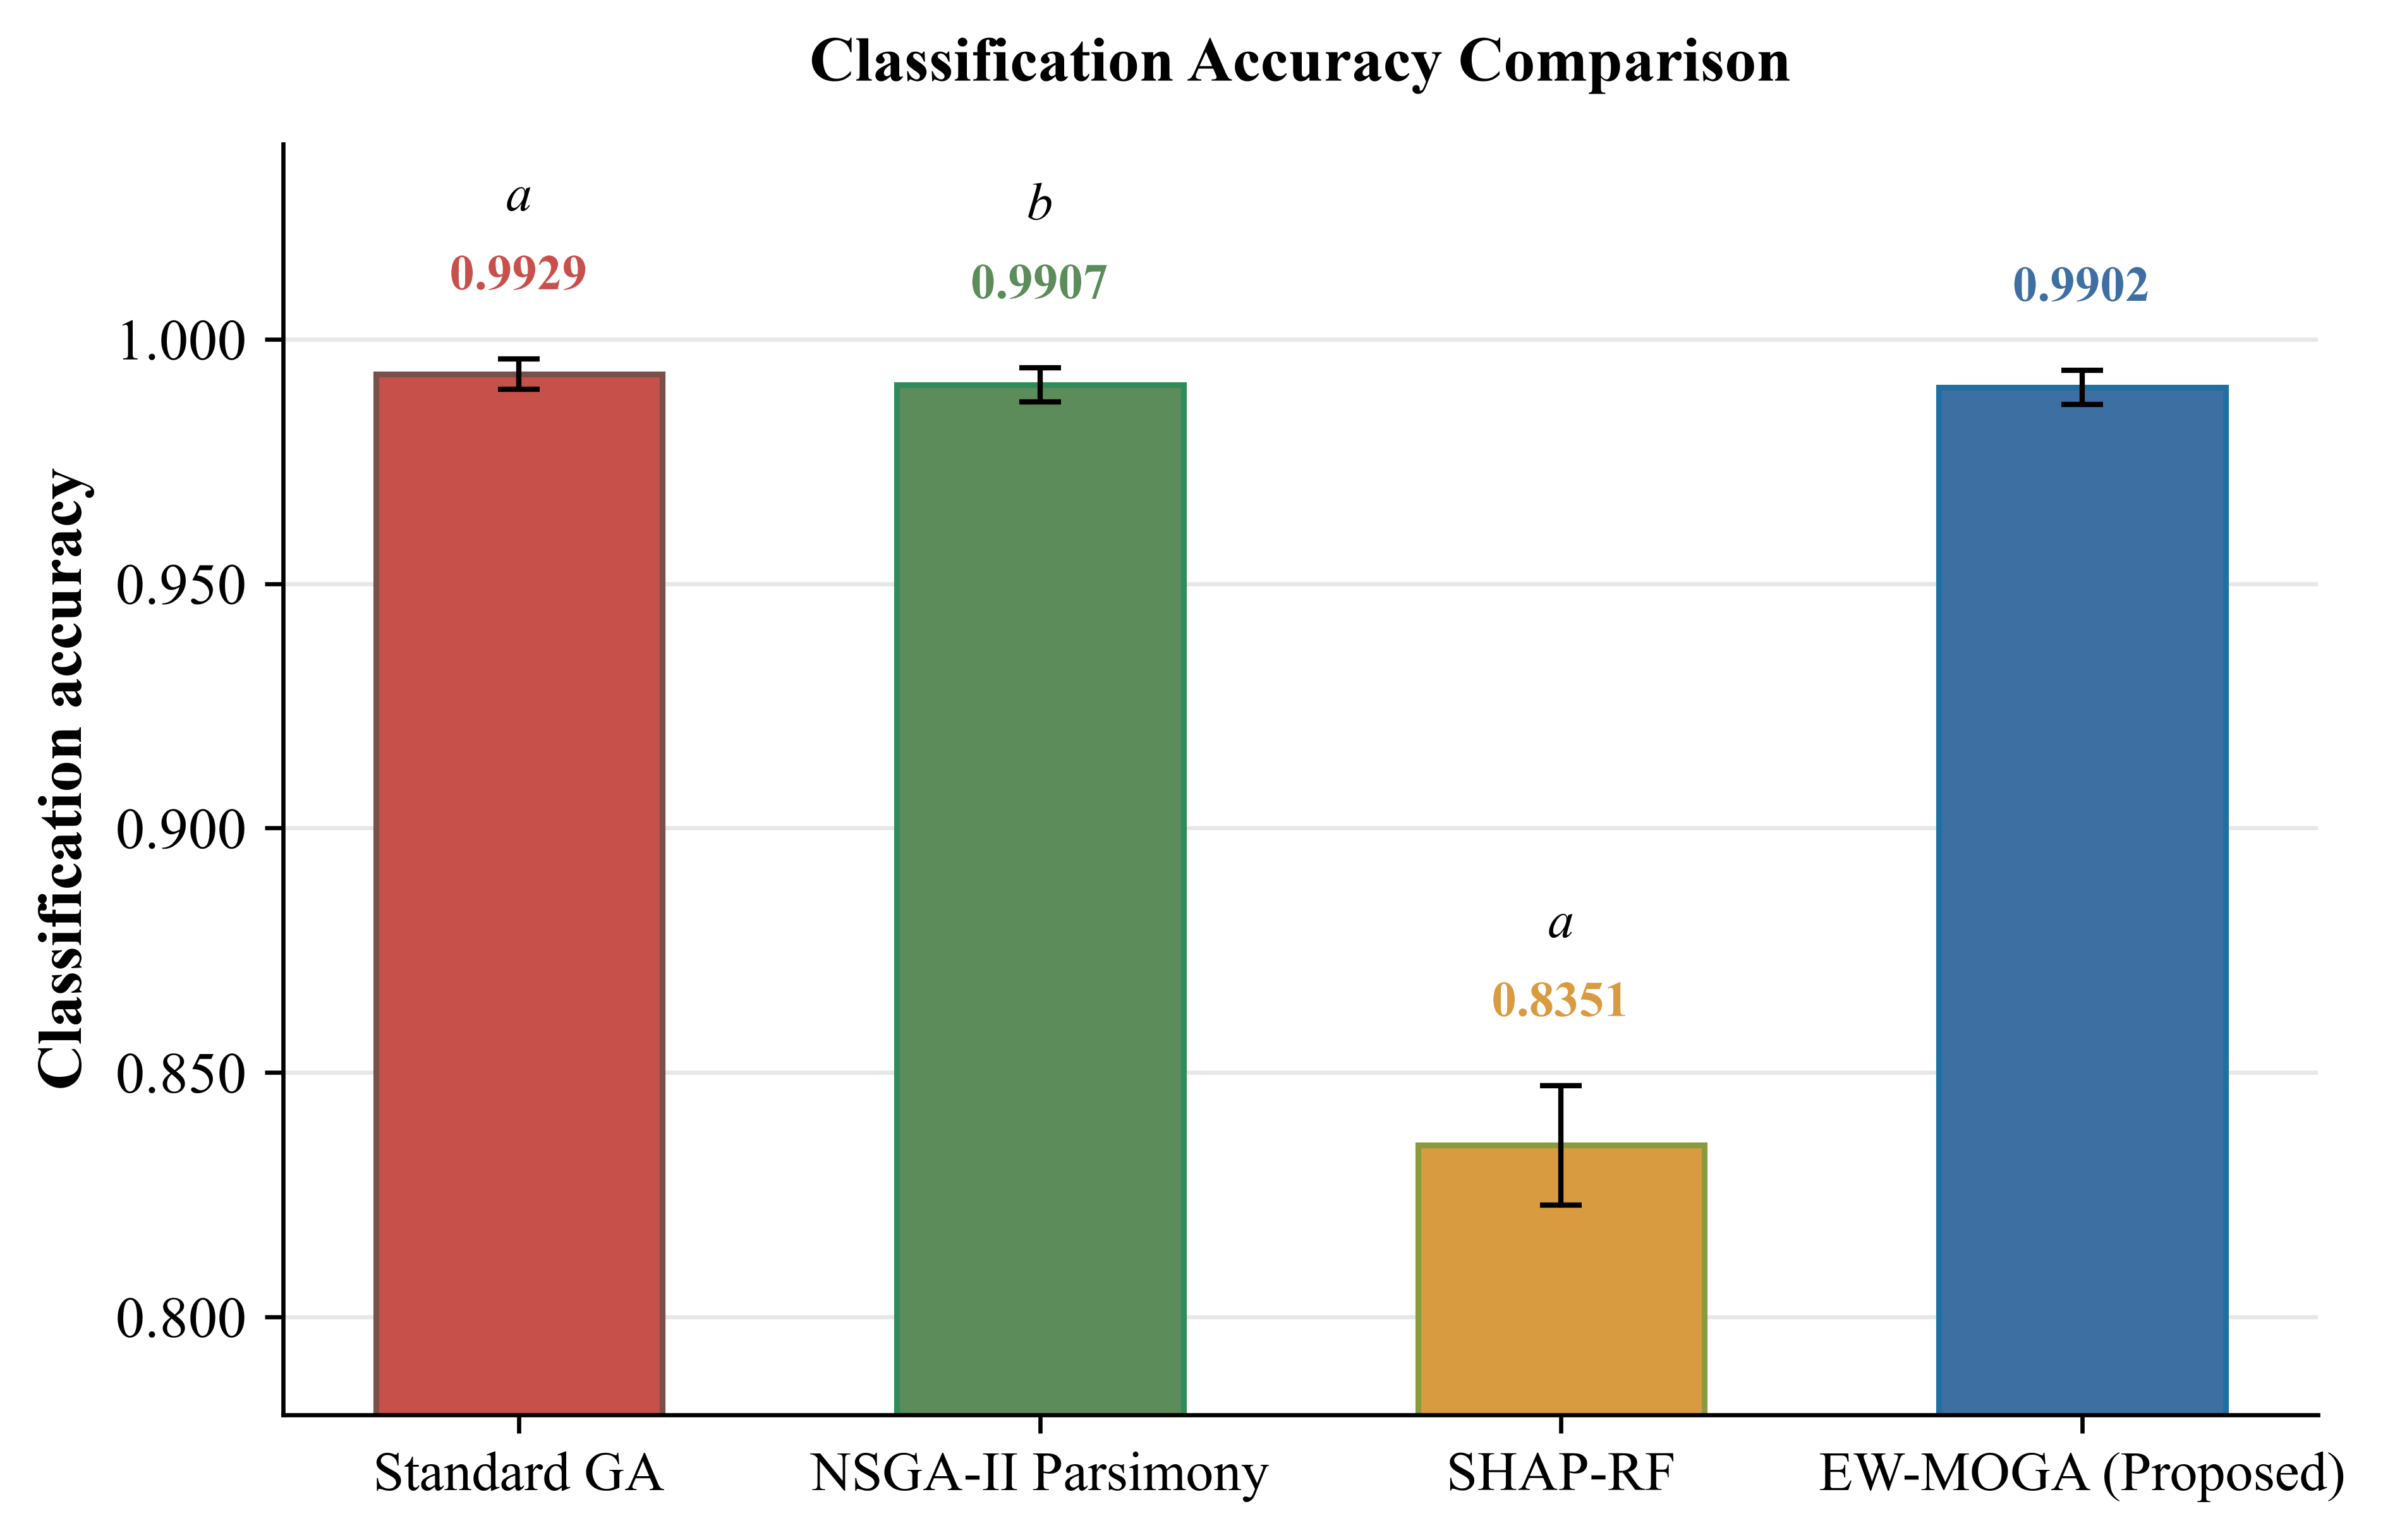 Classification Accuracy Comparison
a
b
0.9929
0.9907
0.9902
1.000
0.950
0.900
0.850
0.800
Classification accuracy
a
0.8351
Standard GA
NSGA-II Parsimony
SHAP-RF
EW-MOGA (Proposed)